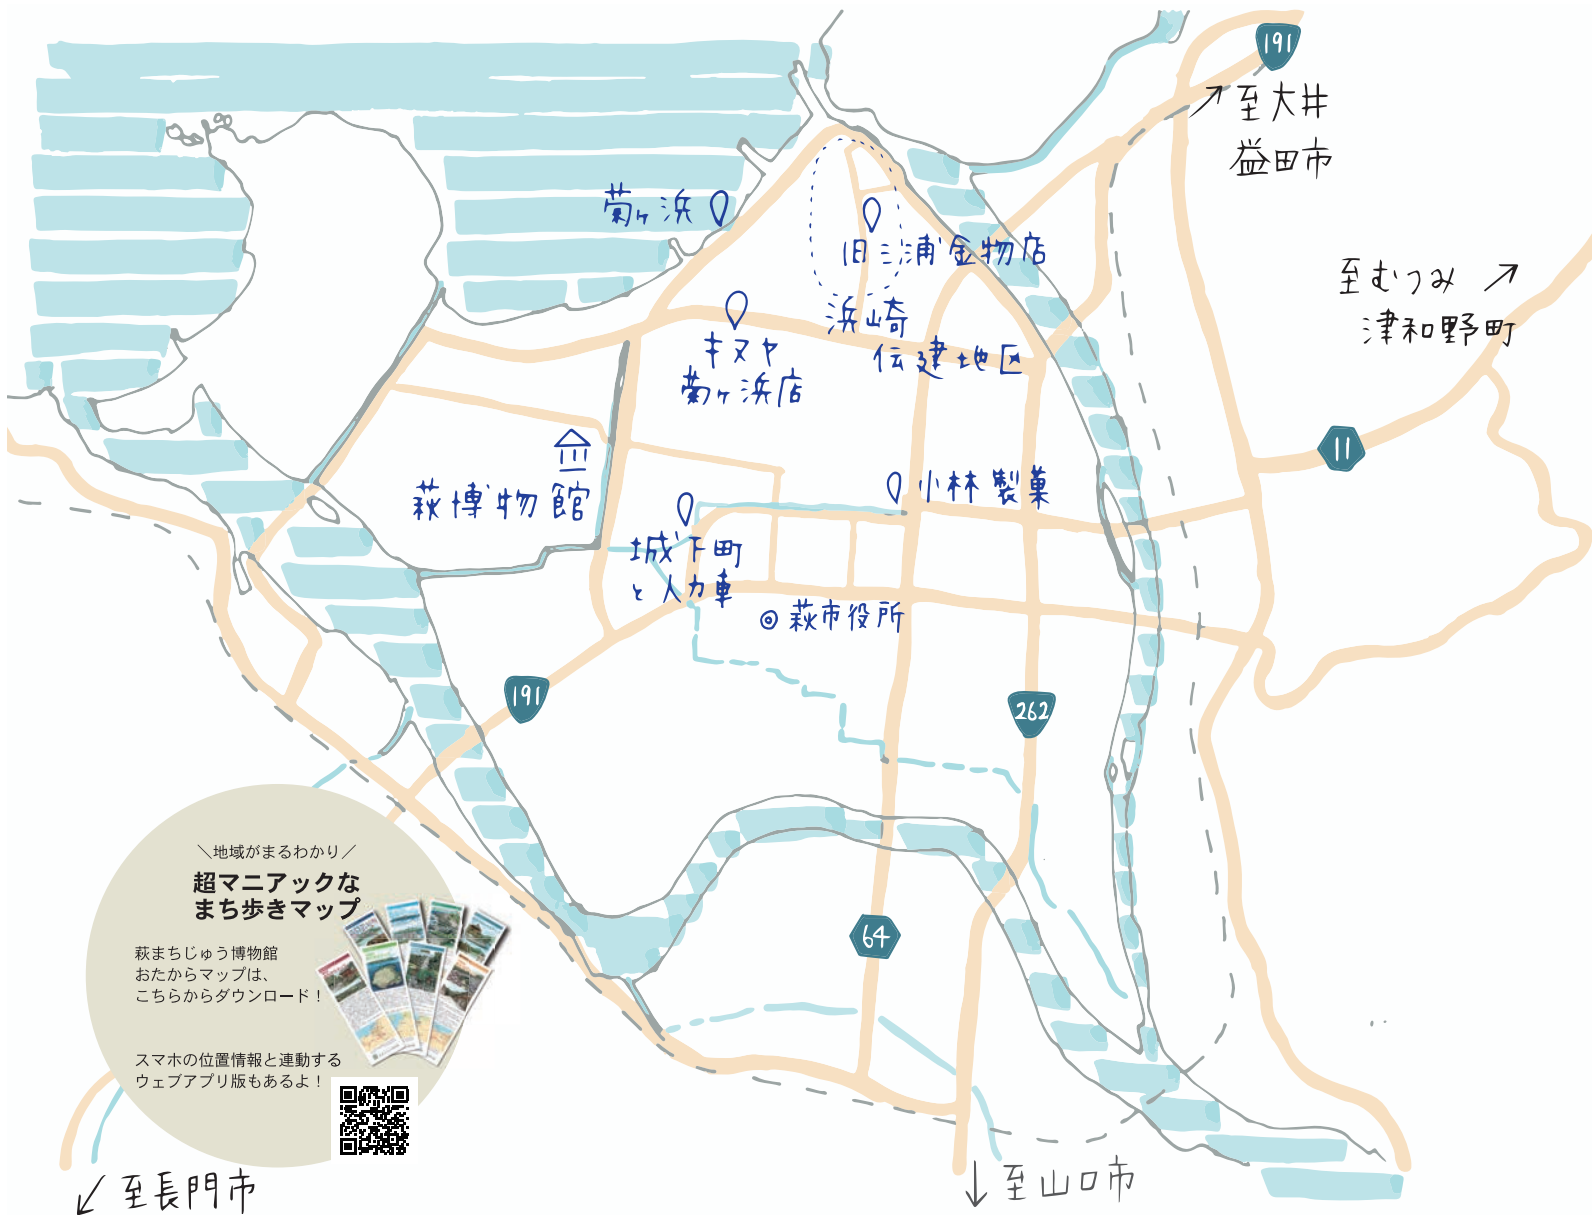 191
↗至大井
益田市
菊ヶ浜
旧三浦金物店
至むつみ ↗
津和野町
浜崎
伝建地区
キヌヤ
菊ヶ浜店
11
萩博物館
小林製菓
城下町
と人力車
◎萩市役所
191
262
64
＼地域がまるわかり／
超マニアックな
まち歩きマップ
萩まちじゅう博物館
おたからマップは、
こちらからダウンロード！
スマホの位置情報と連動する
ウェブアプリ版もあるよ！
↙至長門市
↓至山口市